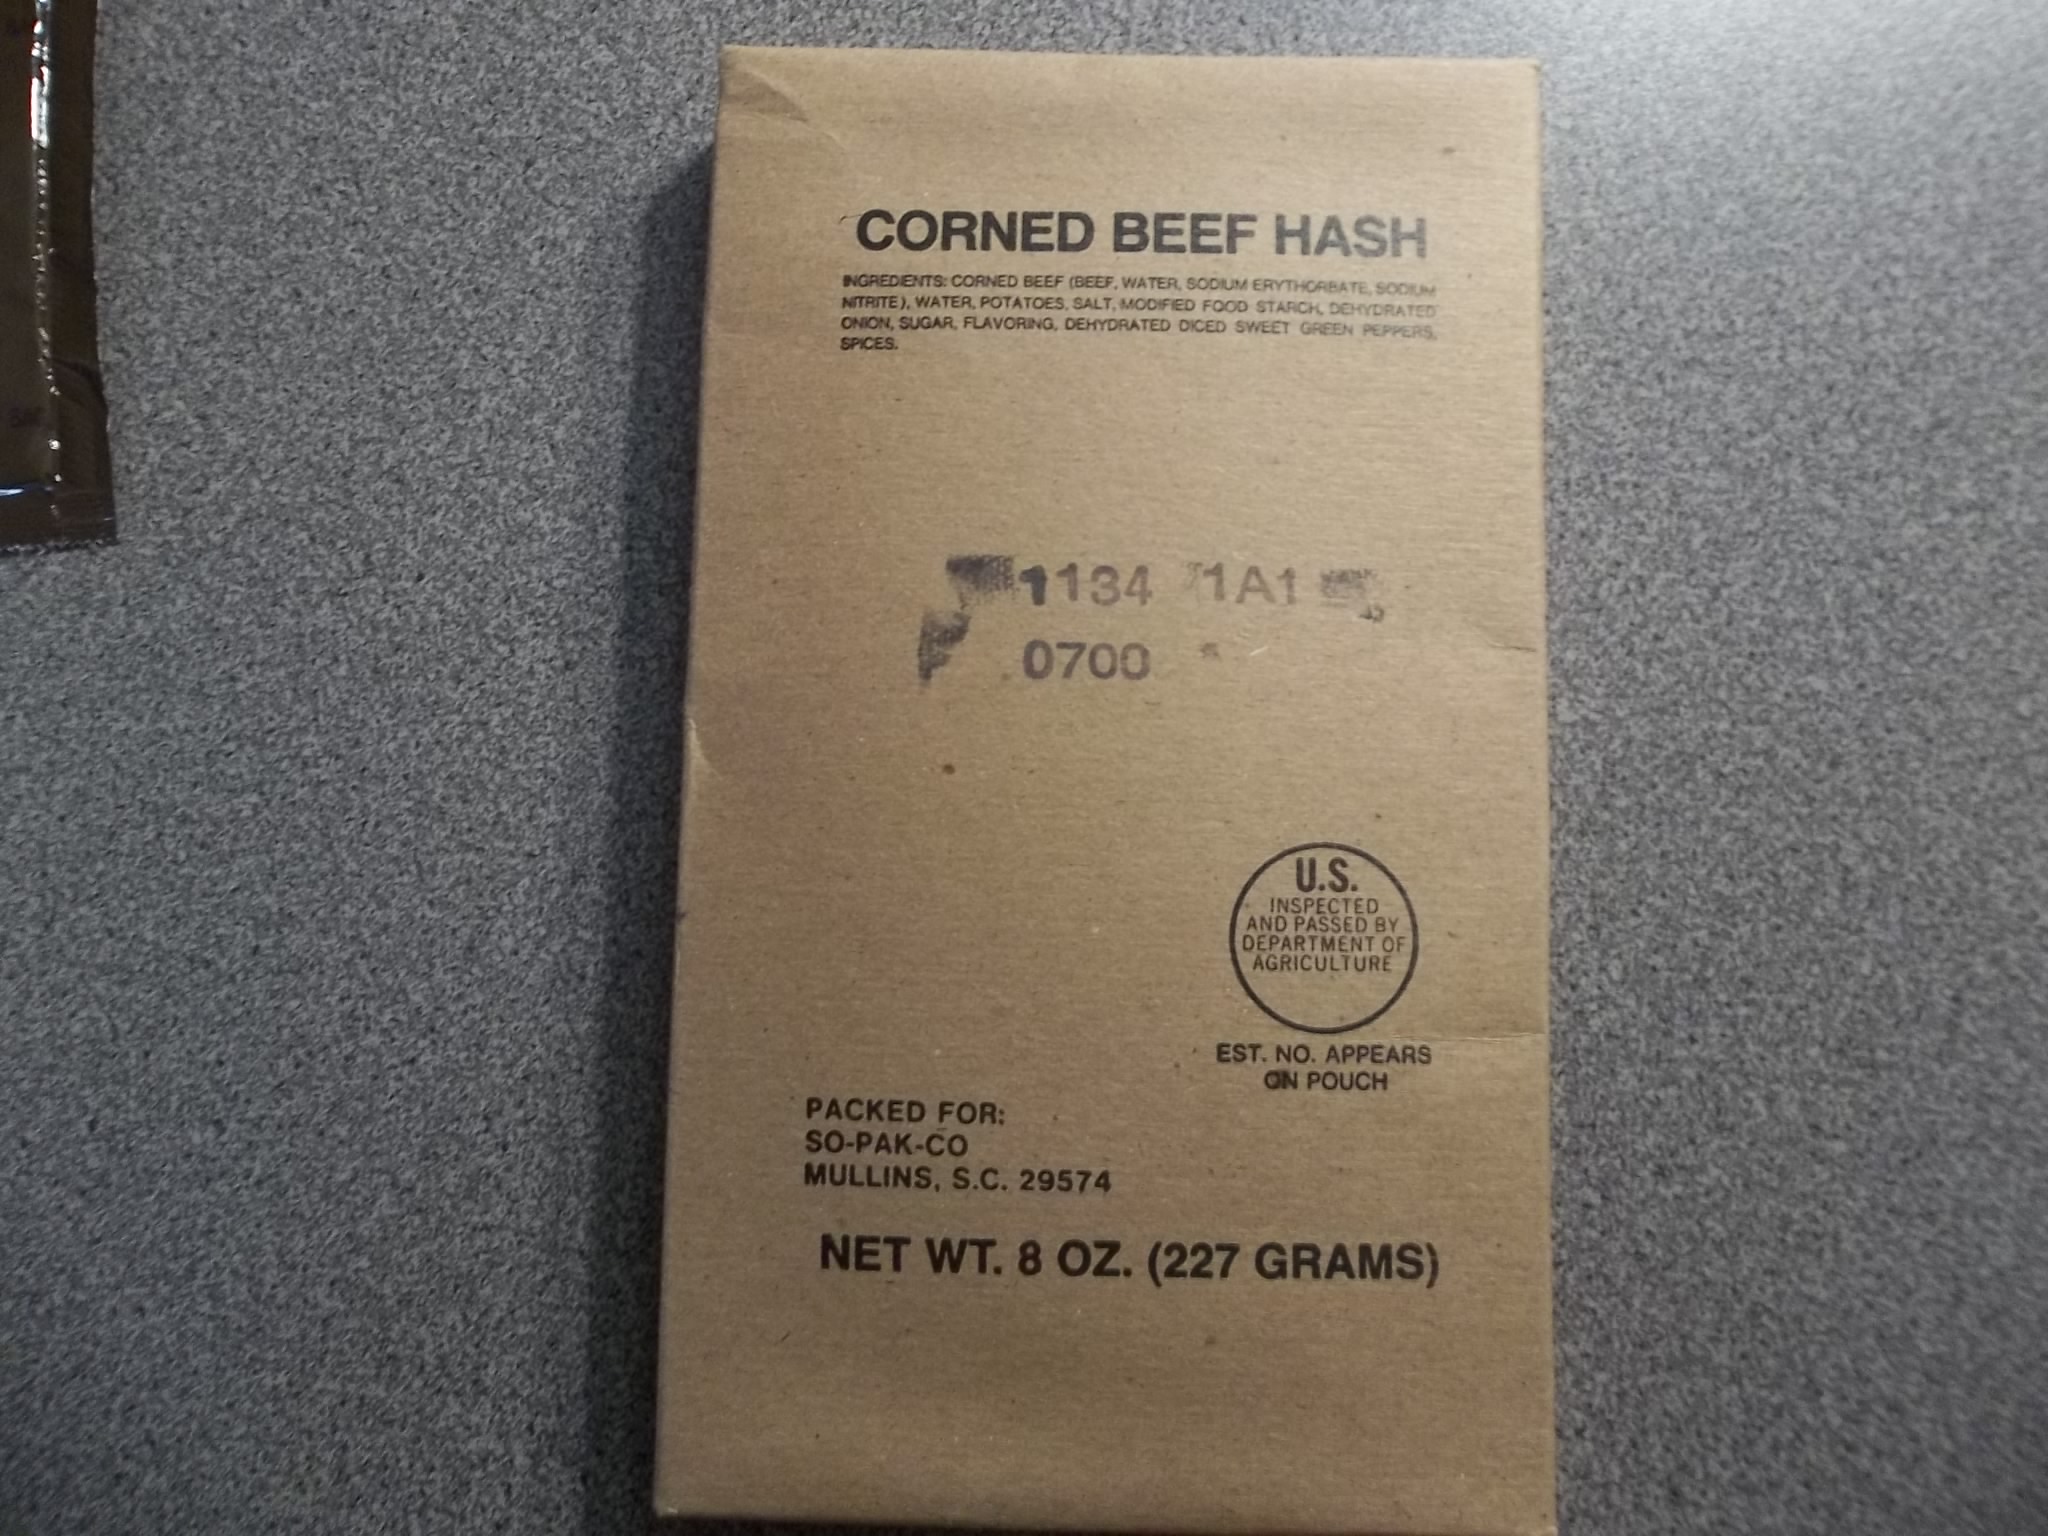 CORNED BEEF HASH
INGREDIENTS: CORNED BEEF (BEEF, WATER, SODIUM ERYTHORBATE, SODIUM
NITRITE), WATER, POTATOES, SALT, MODIFIED FOOD STARCH, DEHYDRATED
ONION, SUGAR, FLAVORING, DEHYDRATED DICED SWEET GREEN PEPPERS,
SPICES.
1134 1A1
0700
U.S.
INSPECTED
AND PASSED BY
DEPARTMENT OF
AGRICULTURE
EST. NO. APPEARS
ON POUCH
PACKED FOR:
SO-PAK-CO
MULLINS, S.C. 29574
NET WT. 8 OZ. (227 GRAMS)